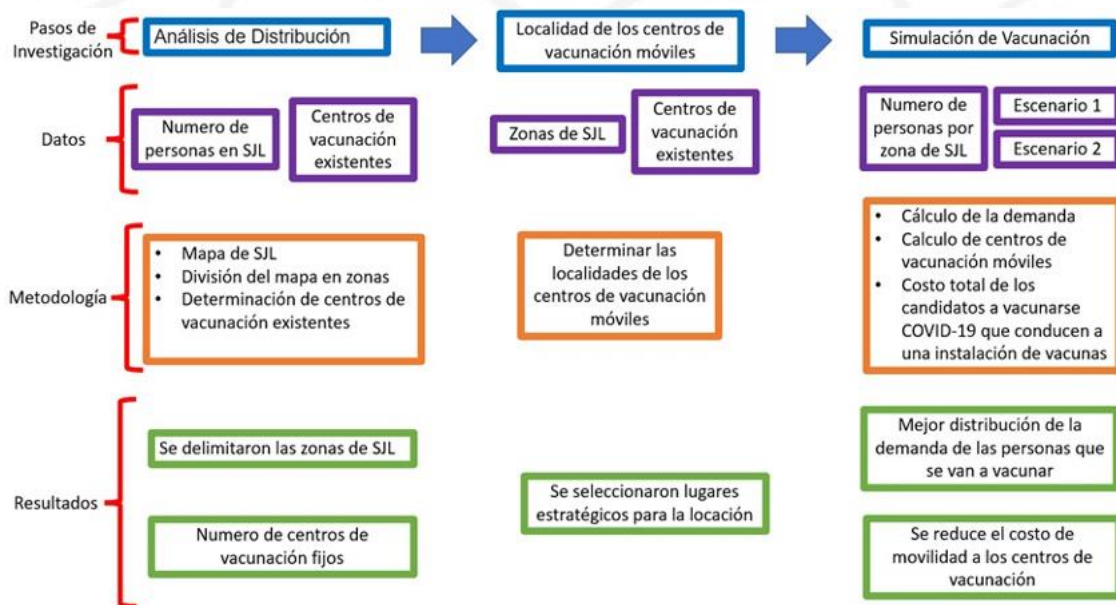 Pasos de
Investigación
Análisis de Distribución
Localidad de los centros de
vacunación móviles
Simulación de Vacunación
Datos
Numero de
personas en SJL
Centros de
vacunación
existentes
Zonas de SJL
Centros de
vacunación
existentes
Numero de
personas por
zona de SJL
Escenario 1
Escenario 2
Metodología
• Mapa de SJL
• División del mapa en zonas
• Determinación de centros de
vacunación existentes
Determinar las
localidades de los
centros de vacunación
móviles
• Cálculo de la demanda
• Calculo de centros de
vacunación móviles
• Costo total de los
candidatos a vacunarse
COVID-19 que conducen a
una instalación de vacunas
Resultados
Se delimitaron las zonas de SJL
Numero de centros de
vacunación fijos
Se seleccionaron lugares
estratégicos para la locación
Mejor distribución de la
demanda de las personas que
se van a vacunar
Se reduce el costo de
movilidad a los centros de
vacunación